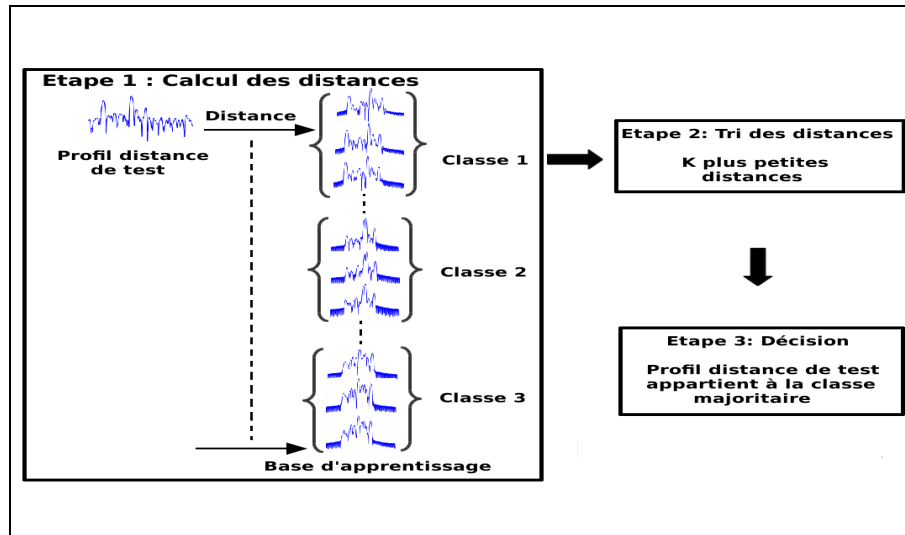 Etape 1 : Calcul des distances
Distance
Profil distance
de test
Classe 1
Classe 2
Classe 3
Base d'apprentissage
Etape 2: Tri des distances
K plus petites
distances
Etape 3: Décision
Profil distance de test
appartient à la classe
majoritaire